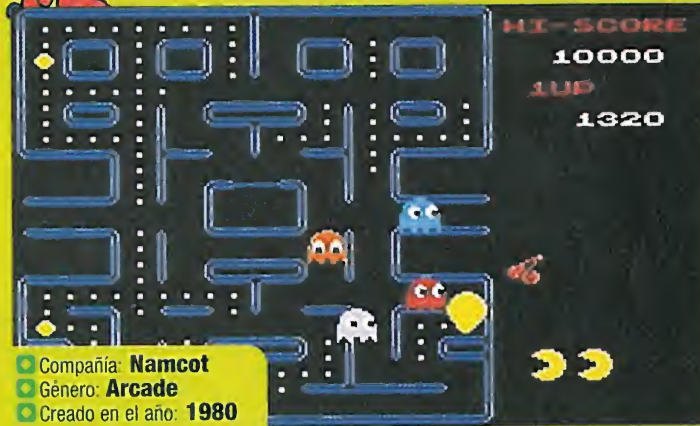 HI-SCORE
10000
1UP
1320
Compañía: Namcot
Género: Arcade
Creado en el año: 1980